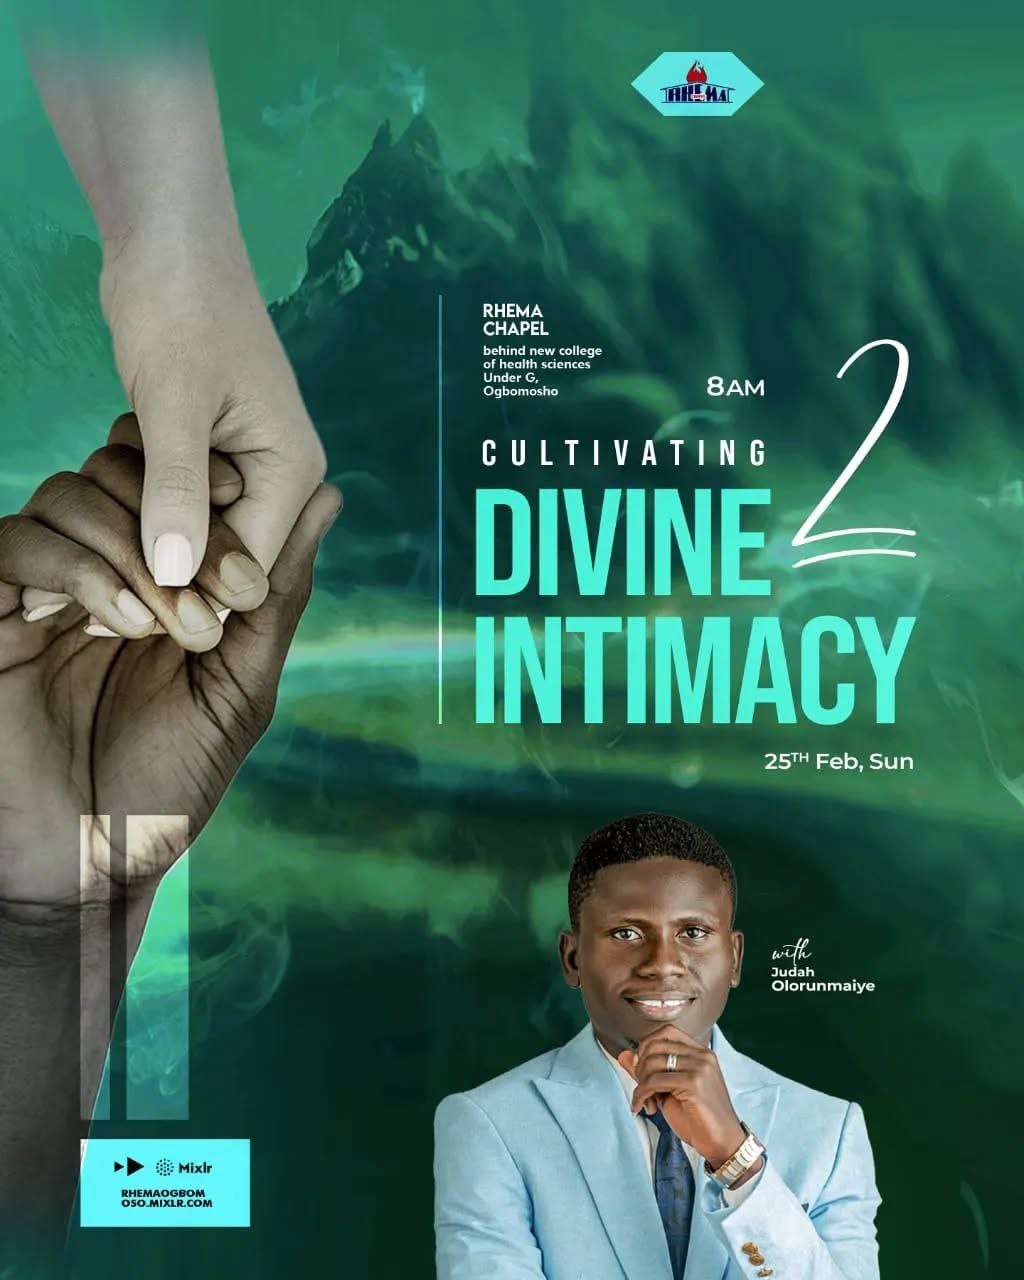 RHEMA
RHEMA
CHAPEL
behind new college
of health sciences
Under G,
Ogbomosho
8AM
2
CULTIVATING
DIVINE
INTIMACY
25TH Feb, Sun
with
Judah
Olorunmaiye
Mixlr
RHEMAOGBOM
OSO.MIXLR.COM